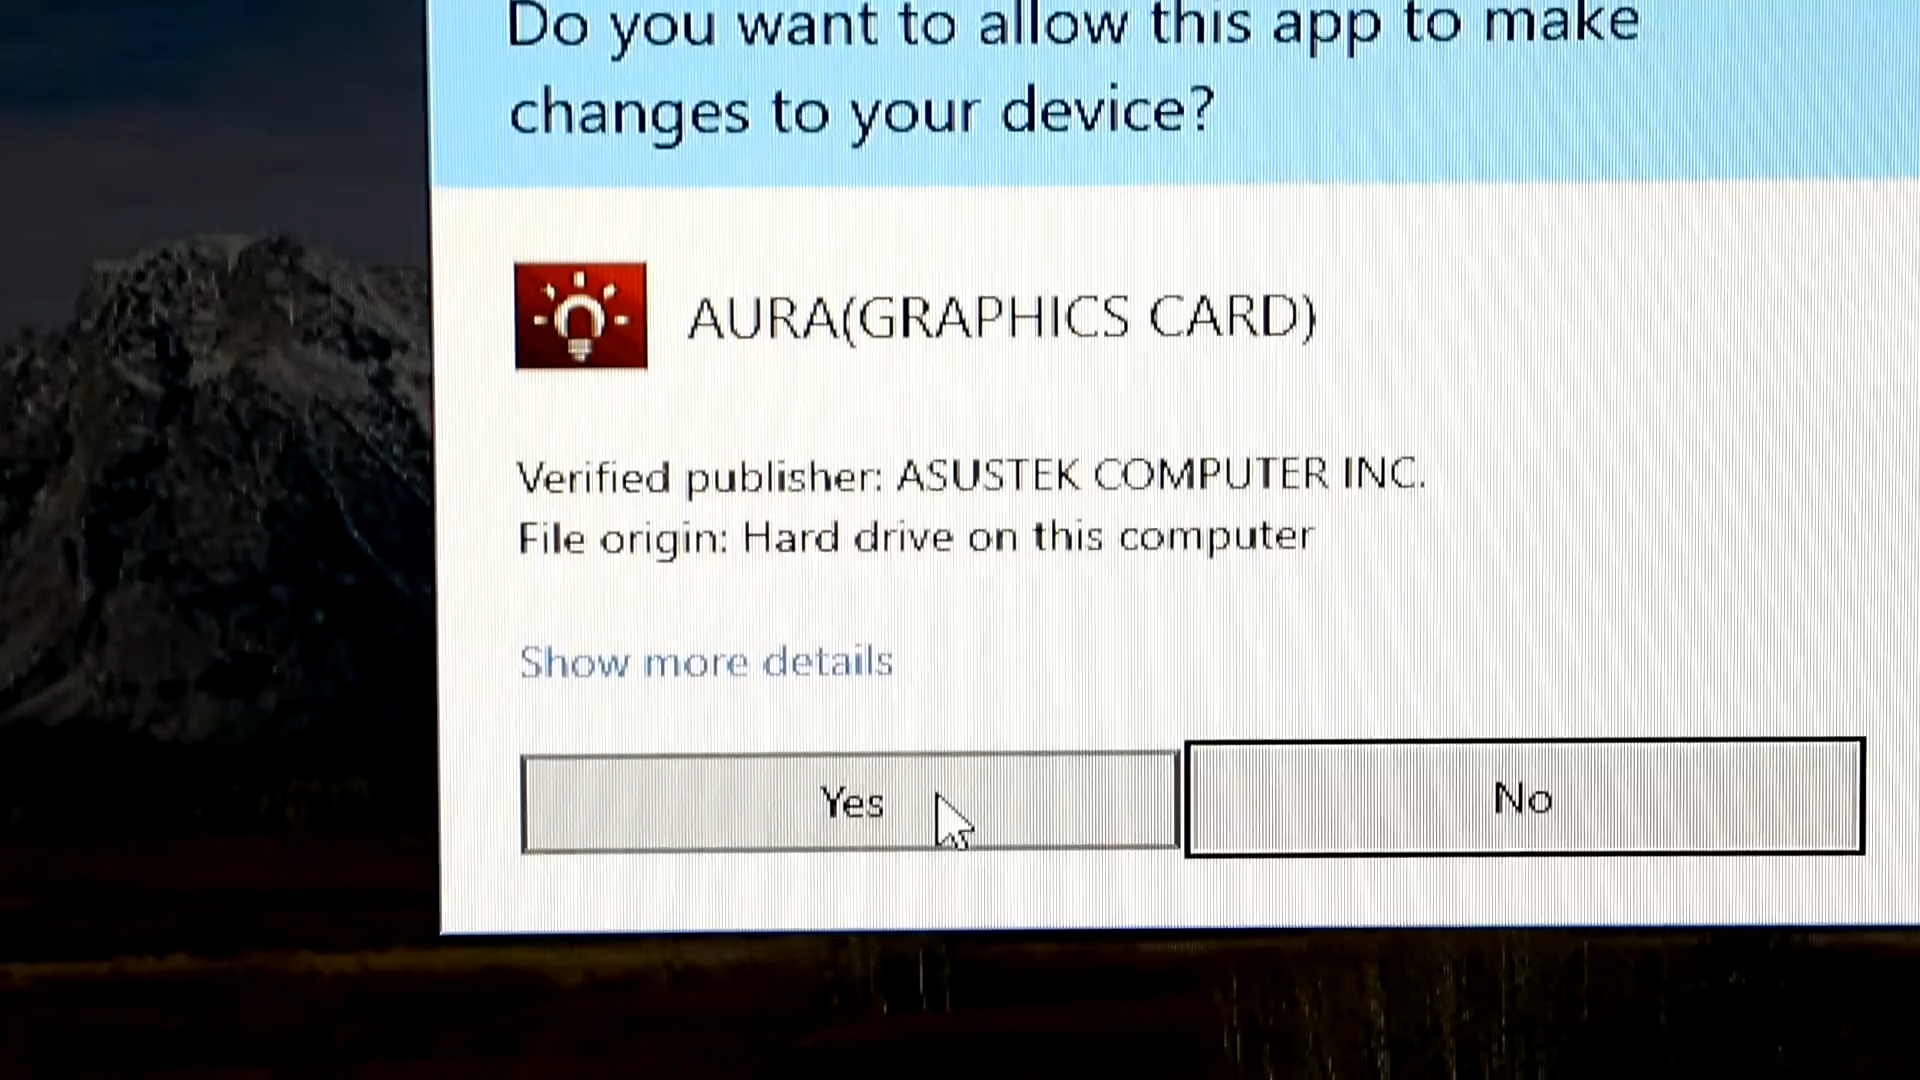 Do you want to allow this app to make
changes to your device?
AURA(GRAPHICS CARD)
Verified publisher: ASUSTEK COMPUTER INC.
File origin: Hard drive on this computer
Show more details
Yes
No